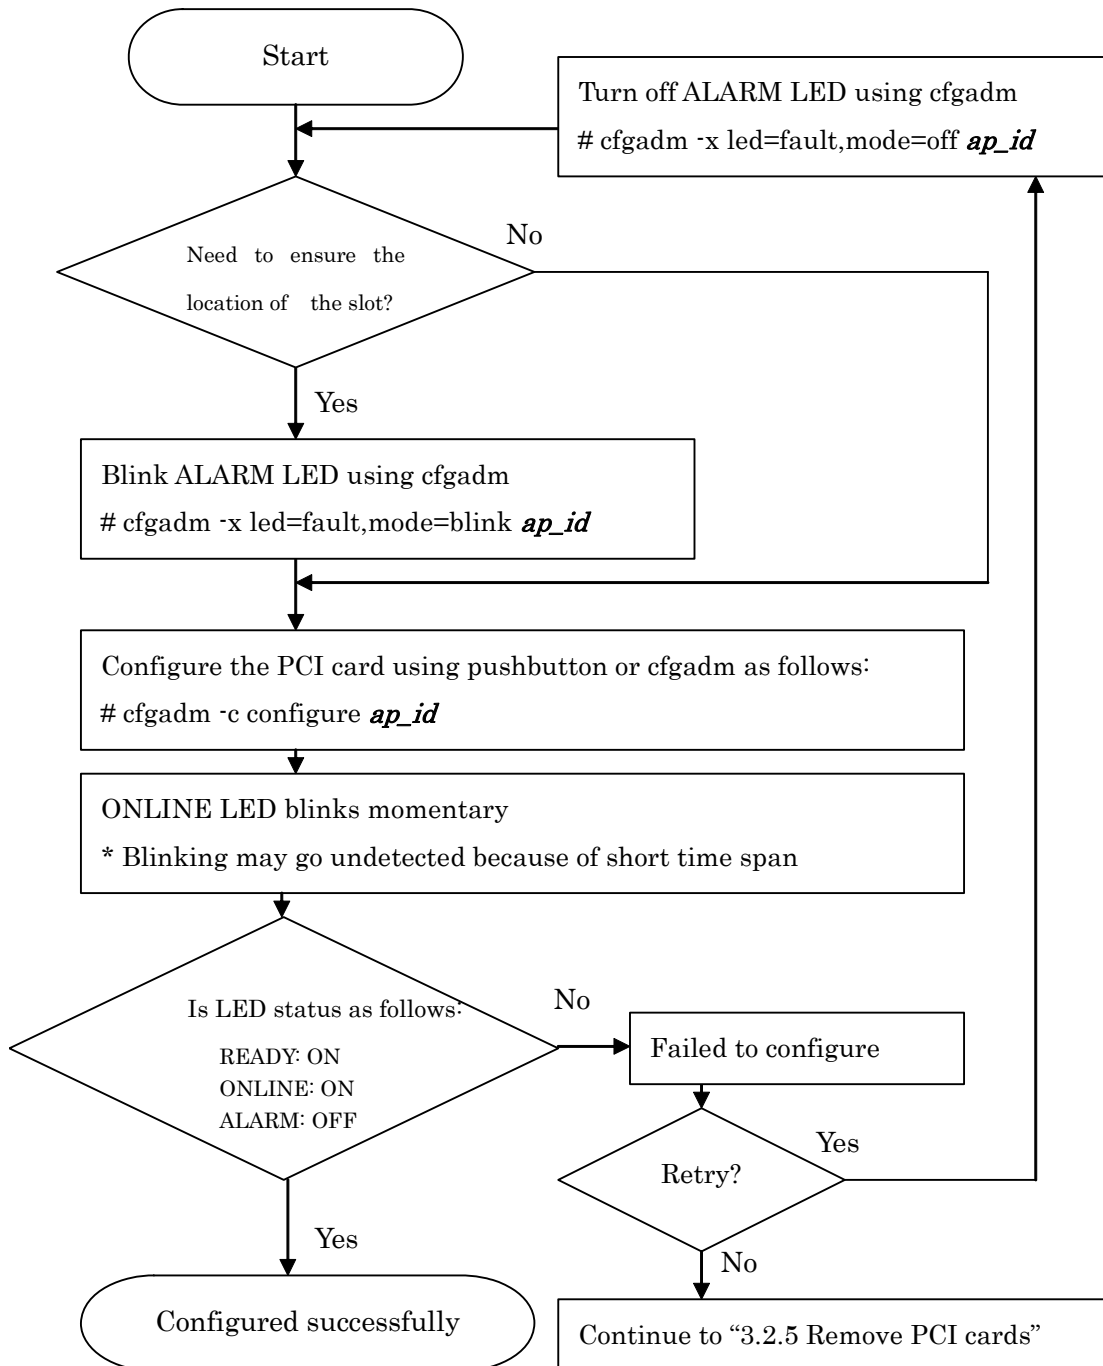 Start
Turn off ALARM LED using cfgadm
# cfgadm -x led=fault,mode=off ap_id
Need to ensure the
location of the slot?
No
Yes
Blink ALARM LED using cfgadm
# cfgadm -x led=fault,mode=blink ap_id
Configure the PCI card using pushbutton or cfgadm as follows:
# cfgadm -c configure ap_id
ONLINE LED blinks momentary
* Blinking may go undetected because of short time span
Is LED status as follows:
READY: ON
ONLINE: ON
ALARM: OFF
No
Failed to configure
Retry?
Yes
Yes
No
Configured successfully
Continue to “3.2.5 Remove PCI cards”